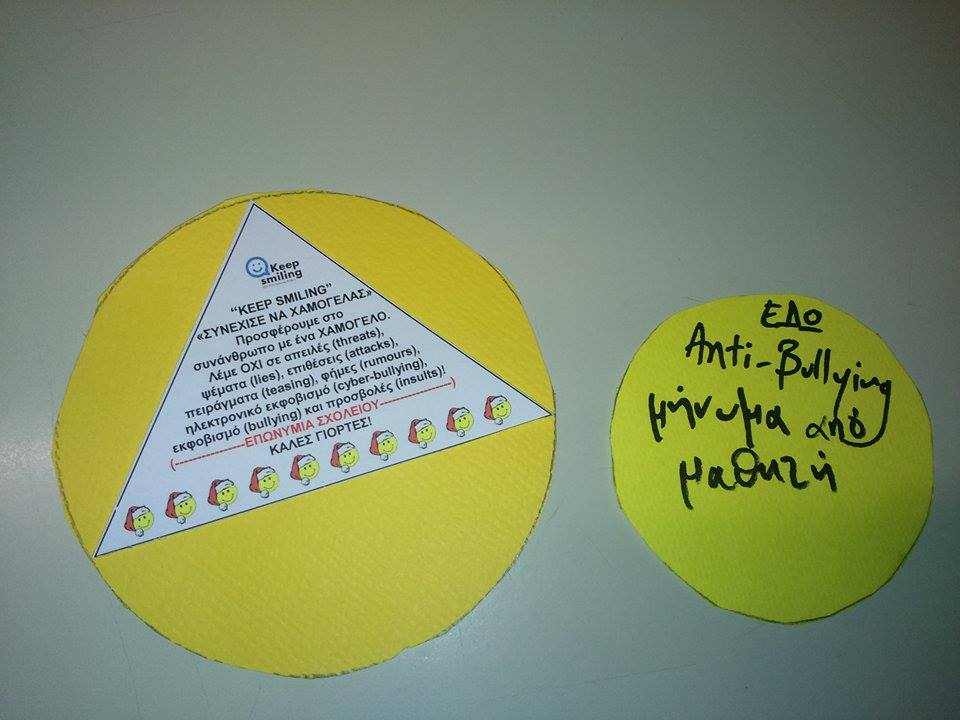 Keep
smiling
“KEEP SMILING”
«ΣΥΝΕΧΙΣΕ ΝΑ ΧΑΜΟΓΕΛΑΣ»
Προσφέρουμε στο
συνάνθρωπο με ένα ΧΑΜΟΓΕΛΟ.
Λέμε ΟΧΙ σε απειλές (threats),
ψέματα (lies), επιθέσεις (attacks),
πειράγματα (teasing), φήμες (rumours),
ηλεκτρονικό εκφοβισμό (cyber-bullying),
εκφοβισμό (bullying) και προσβολές (insults)!
(-----------------ΕΠΩΝΥΜΙΑ ΣΧΟΛΕΙΟΥ-----------------)
ΚΑΛΕΣ ΓΙΟΡΤΕΣ!
ΕΔΩ
Anti-Bullying
μήνυμα από
μαθητή